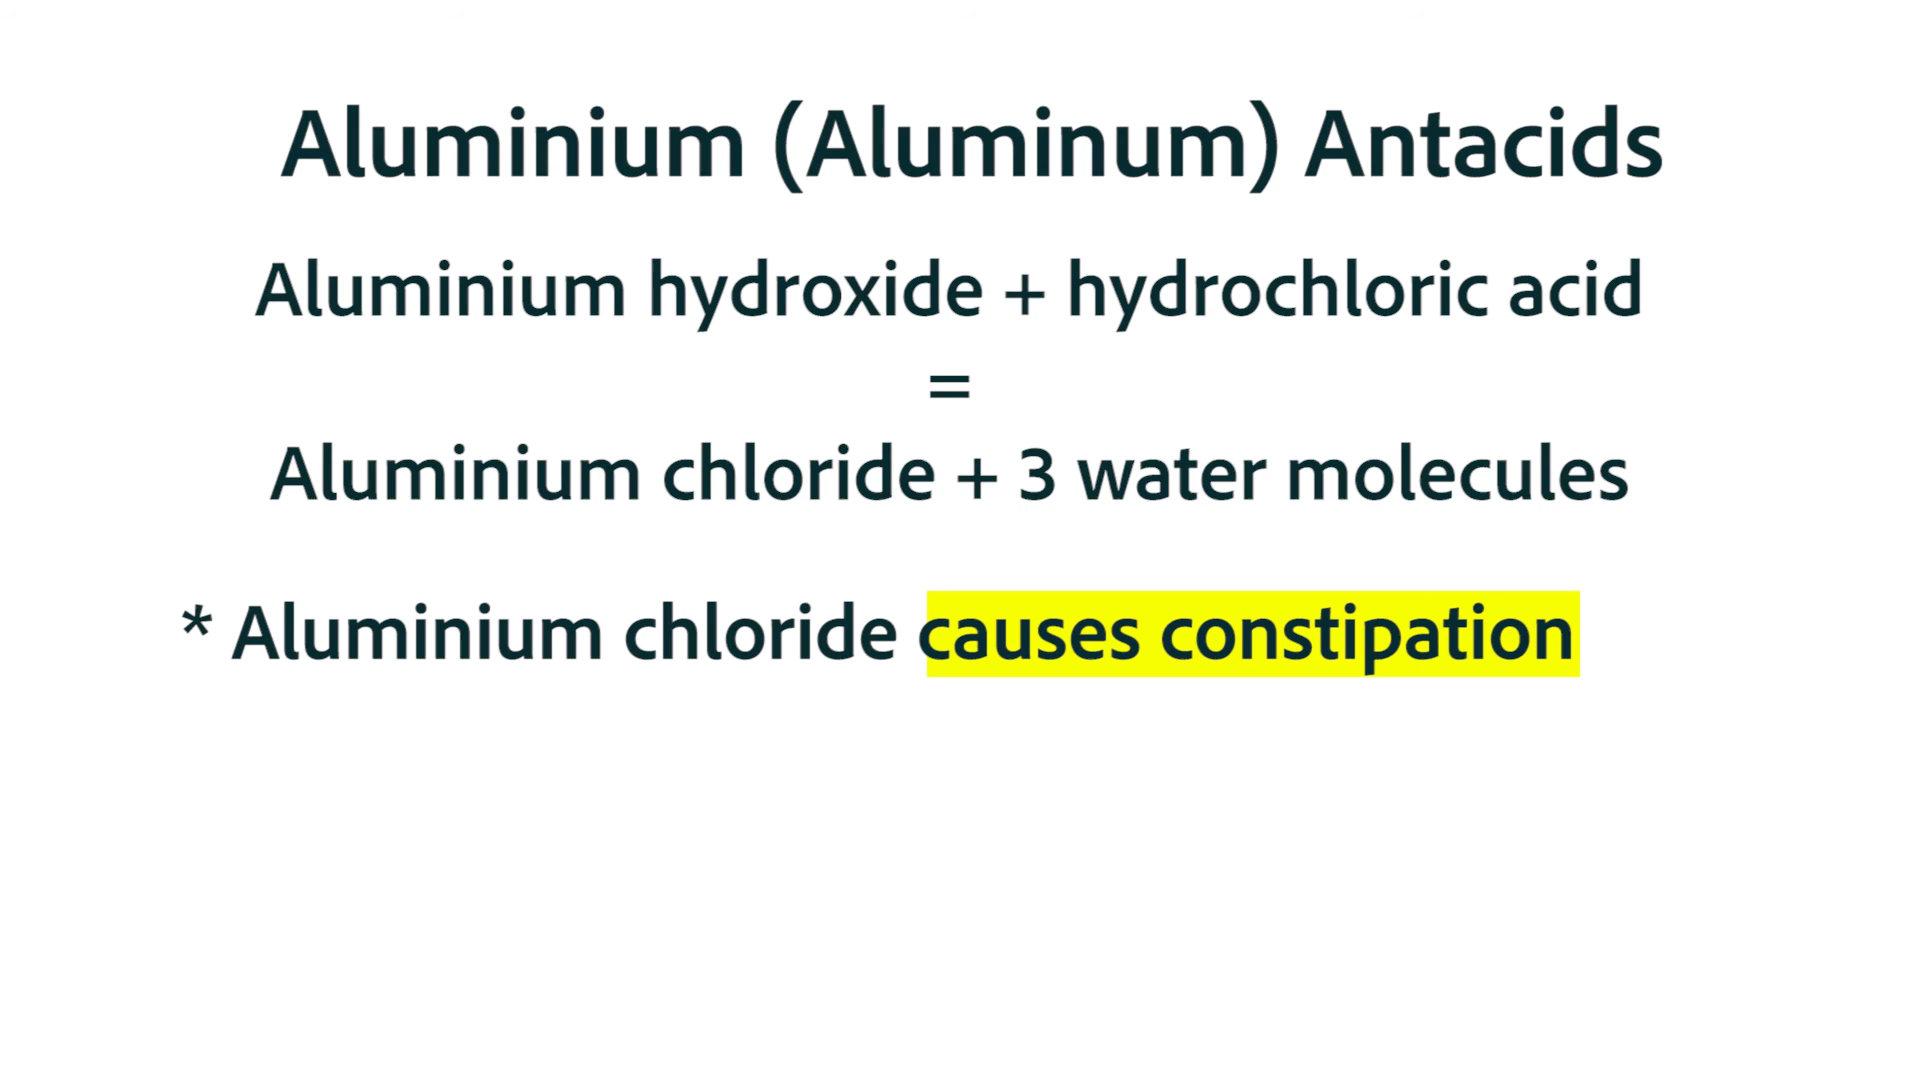 Aluminium (Aluminum) Antacids
Aluminium hydroxide + hydrochloric acid
=
Aluminium chloride + 3 water molecules
* Aluminium chloride causes constipation